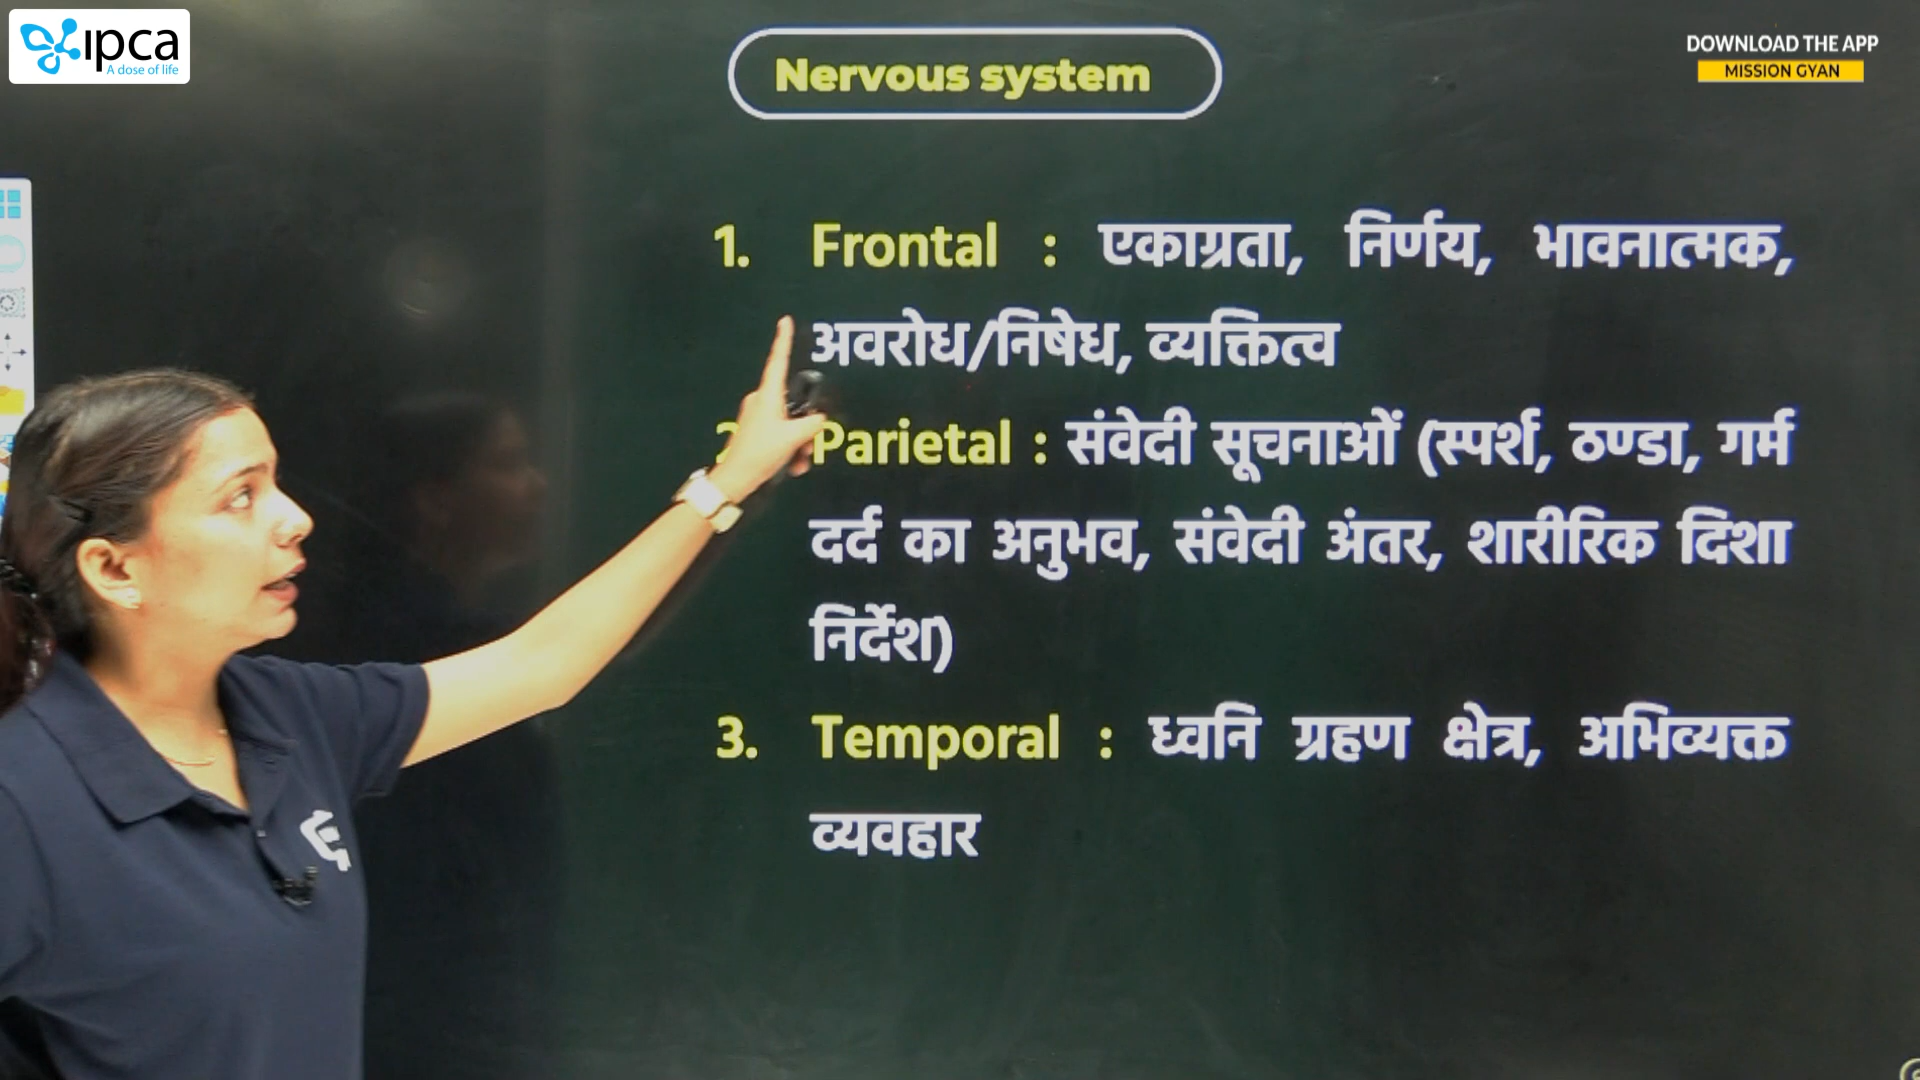 ipca
A dose of life
Nervous system
DOWNLOAD THE APP
MISSION GYAN
1. Frontal : एकाग्रता, निर्णय, भावनात्मक,
अवरोध/निषेध, व्यक्तित्व
2. Parietal : संवेदी सूचनाओं (स्पर्श, ठण्डा, गर्म
दर्द का अनुभव, संवेदी अंतर, शारीरिक दिशा
निर्देश)
3. Temporal : ध्वनि ग्रहण क्षेत्र, अभिव्यक्त
व्यवहार